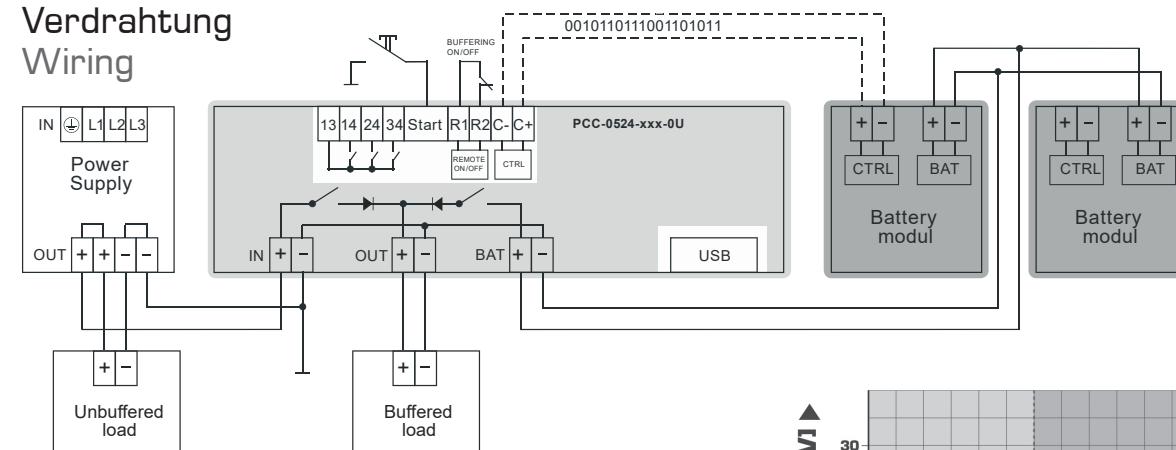 Verdrahtung
Wiring
0010110111001101011
BUFFERING
ON/OFF
IN L1 L2 L3
Power
Supply
OUT + + − −
13 14 24 34 Start R1 R2 C- C+
PCC-0524-xxx-0U
REMOTE
ON/OFF
CTRL
IN + −
OUT + −
BAT + −
USB
+ − + −
CTRL BAT
Battery
modul
+ − + −
CTRL BAT
Battery
modul
+ −
Unbuffered
load
+ −
Buffered
load
30